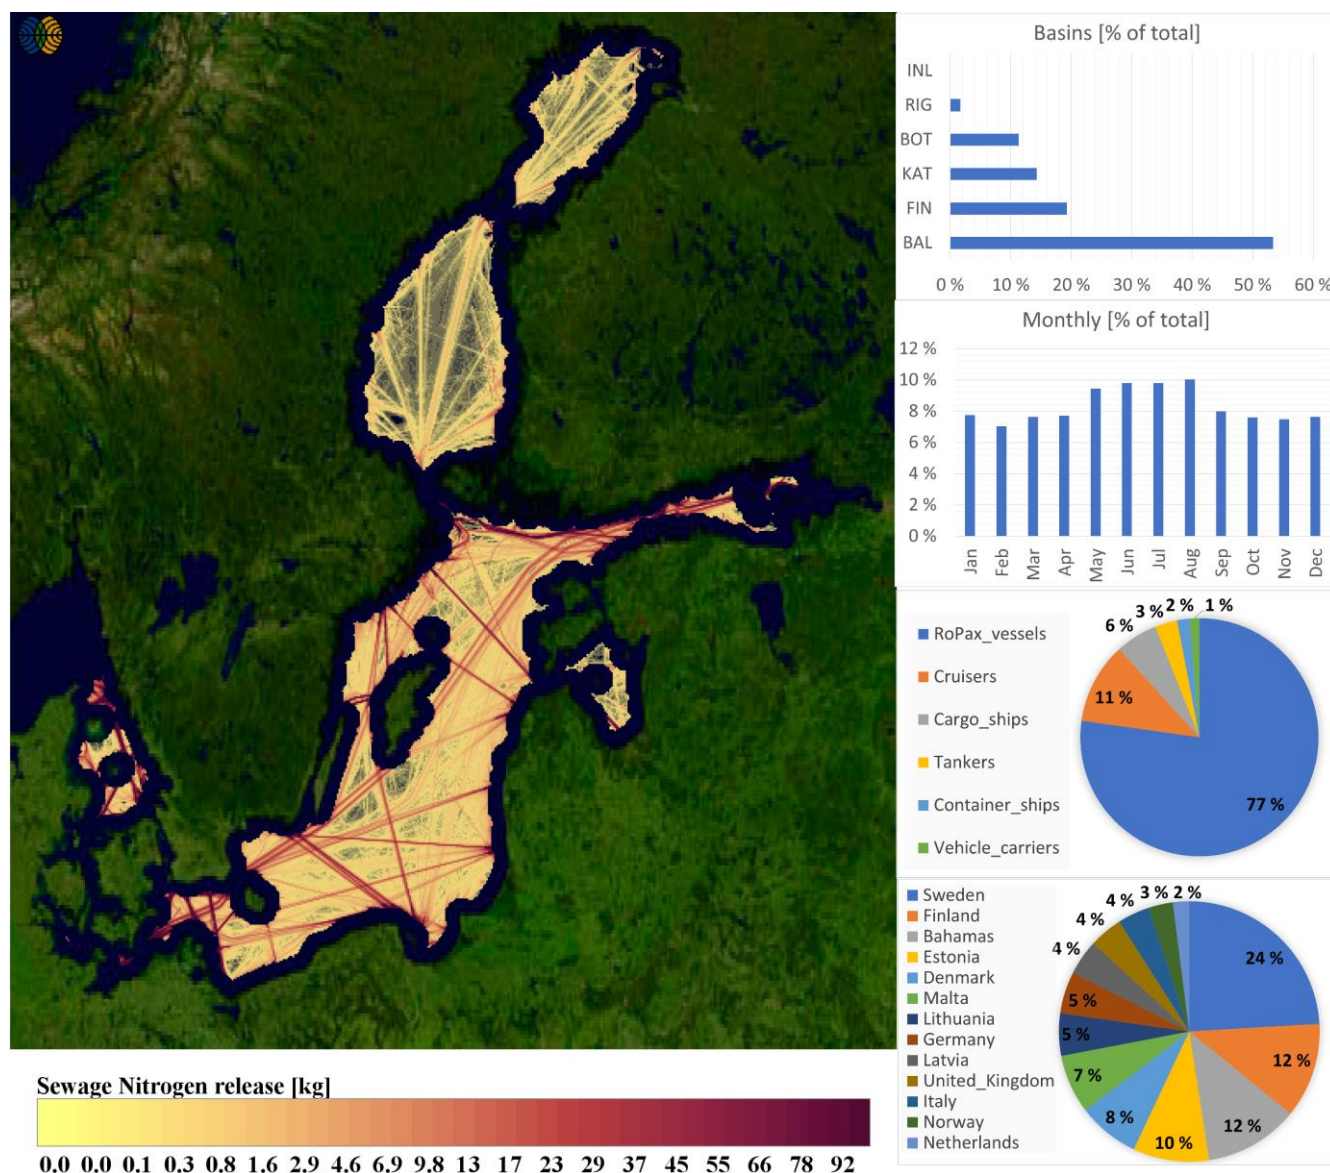 Basins [% of total]
INL
RIG
BOT
KAT
FIN
BAL
0 % 10 % 20 % 30 % 40 % 50 % 60 %
Monthly [% of total]
12 %
10 %
8 %
6 %
4 %
2 %
0 %
Jan Feb Mar Apr May Jun Jul Aug Sep Oct Nov Dec
RoPax_vessels
Cruisers
Cargo_ships
Tankers
Container_ships
Vehicle_carriers
6 % 3 % 2 % 1 %
11 %
77 %
Sweden
Finland
Bahamas
Estonia
Denmark
Malta
Lithuania
Germany
Latvia
United_Kingdom
Italy
Norway
Netherlands
4 % 4 % 4 % 3 % 2 %
24 %
5 %
5 %
12 %
7 %
8 %
10 %
12 %
Sewage Nitrogen release [kg]
0.0 0.0 0.1 0.3 0.8 1.6 2.9 4.6 6.9 9.8 13 17 23 29 37 45 55 66 78 92